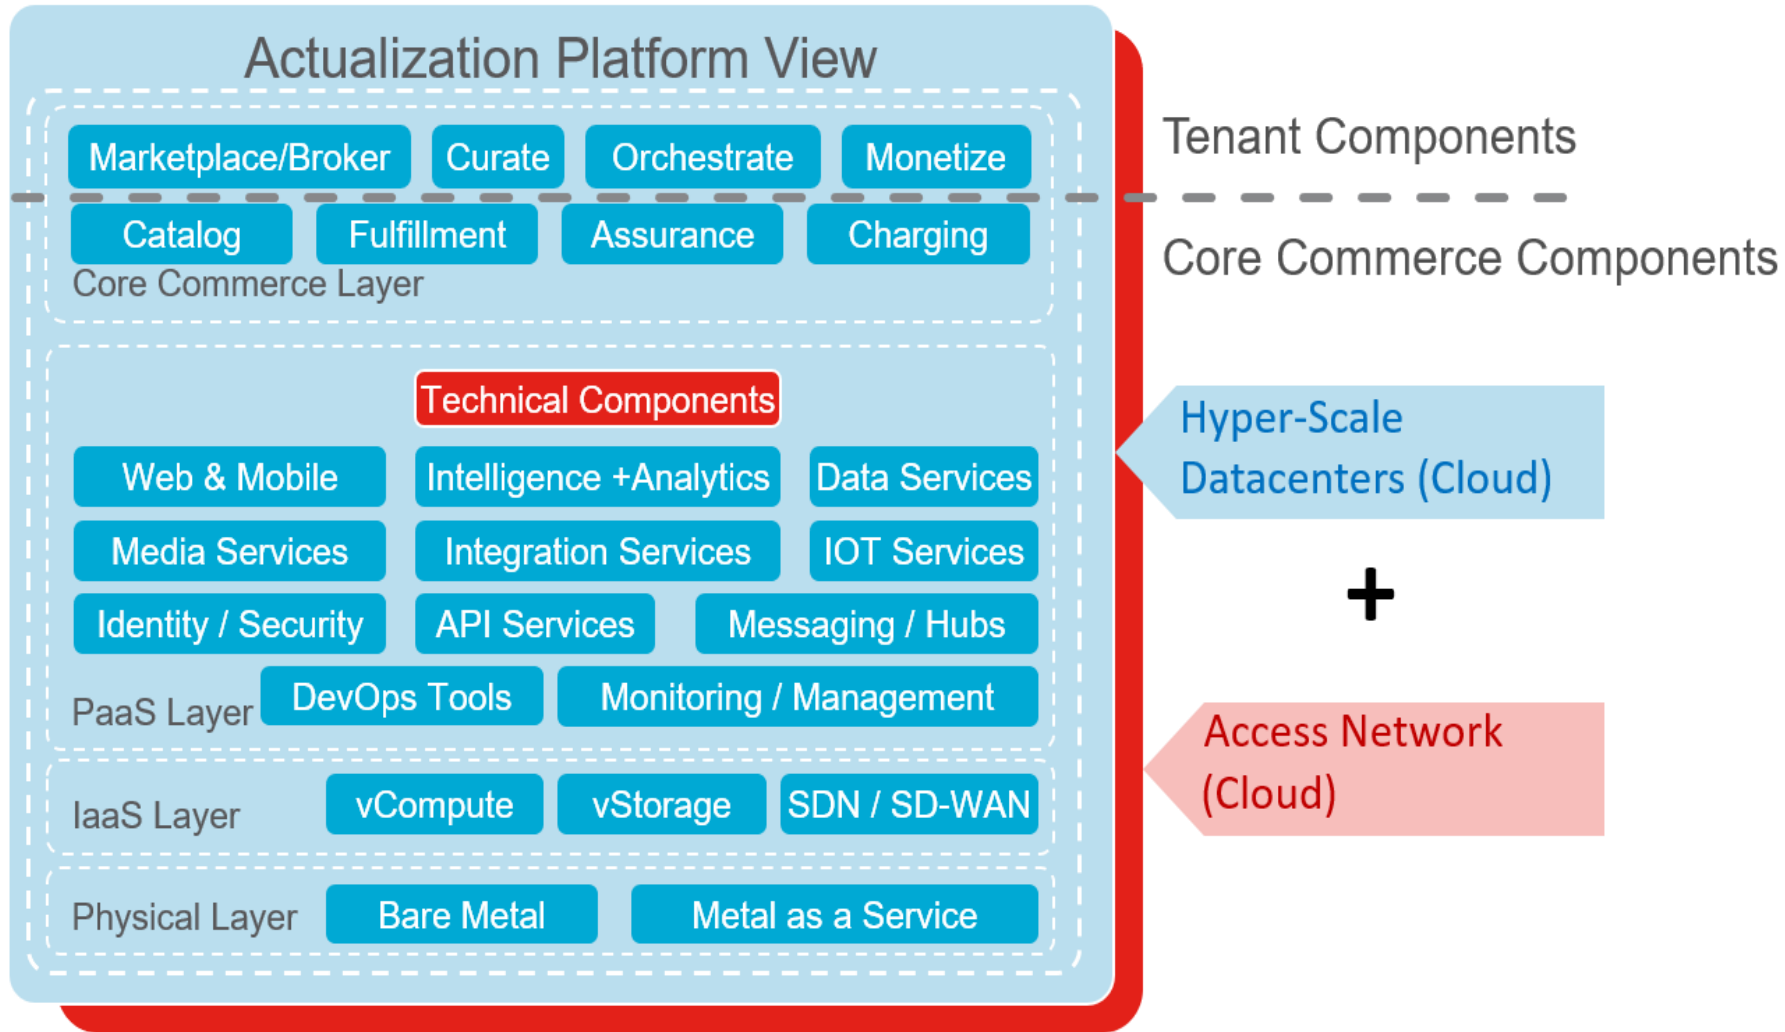 Actualization Platform View
Marketplace/Broker
Curate
Orchestrate
Monetize
Tenant Components
Catalog
Fulfillment
Assurance
Charging
Core Commerce Layer
Core Commerce Components
Technical Components
Web & Mobile
Intelligence +Analytics
Data Services
Media Services
Integration Services
IOT Services
Identity / Security
API Services
Messaging / Hubs
PaaS Layer
DevOps Tools
Monitoring / Management
IaaS Layer
vCompute
vStorage
SDN / SD-WAN
Physical Layer
Bare Metal
Metal as a Service
Hyper-Scale
Datacenters (Cloud)
+
Access Network
(Cloud)